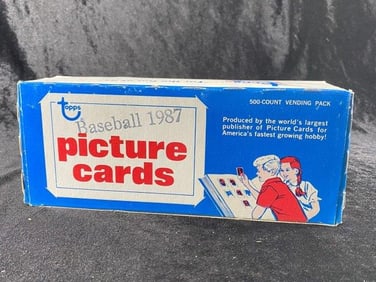 topps
Baseball 1987
picture
cards
500-COUNT VENDING PACK
Produced by the world's largest
publisher of Picture Cards for
America's fastest growing hobby!